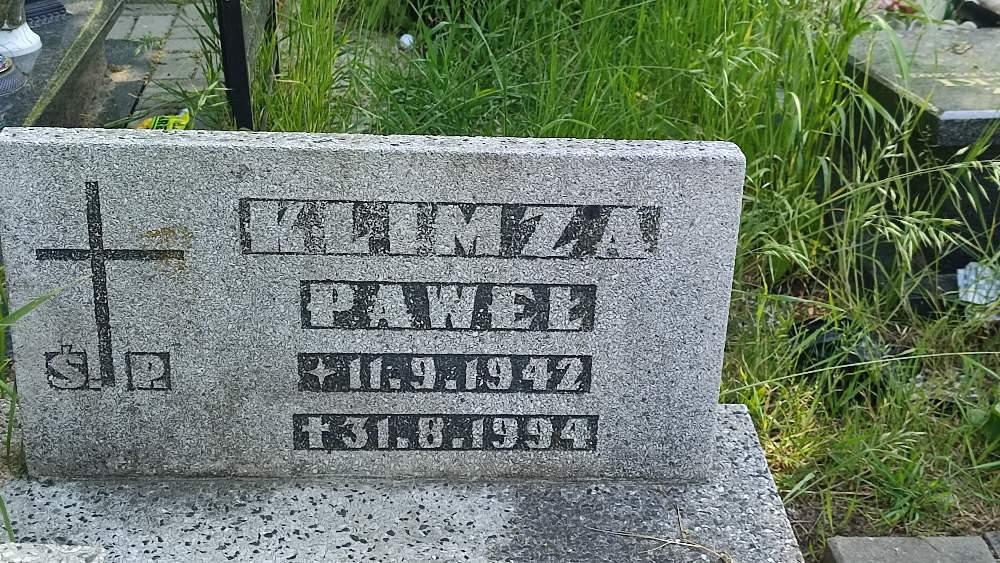 KLIMZA
PAWEŁ
11.9.1942
Ś. P.
31.8.1994